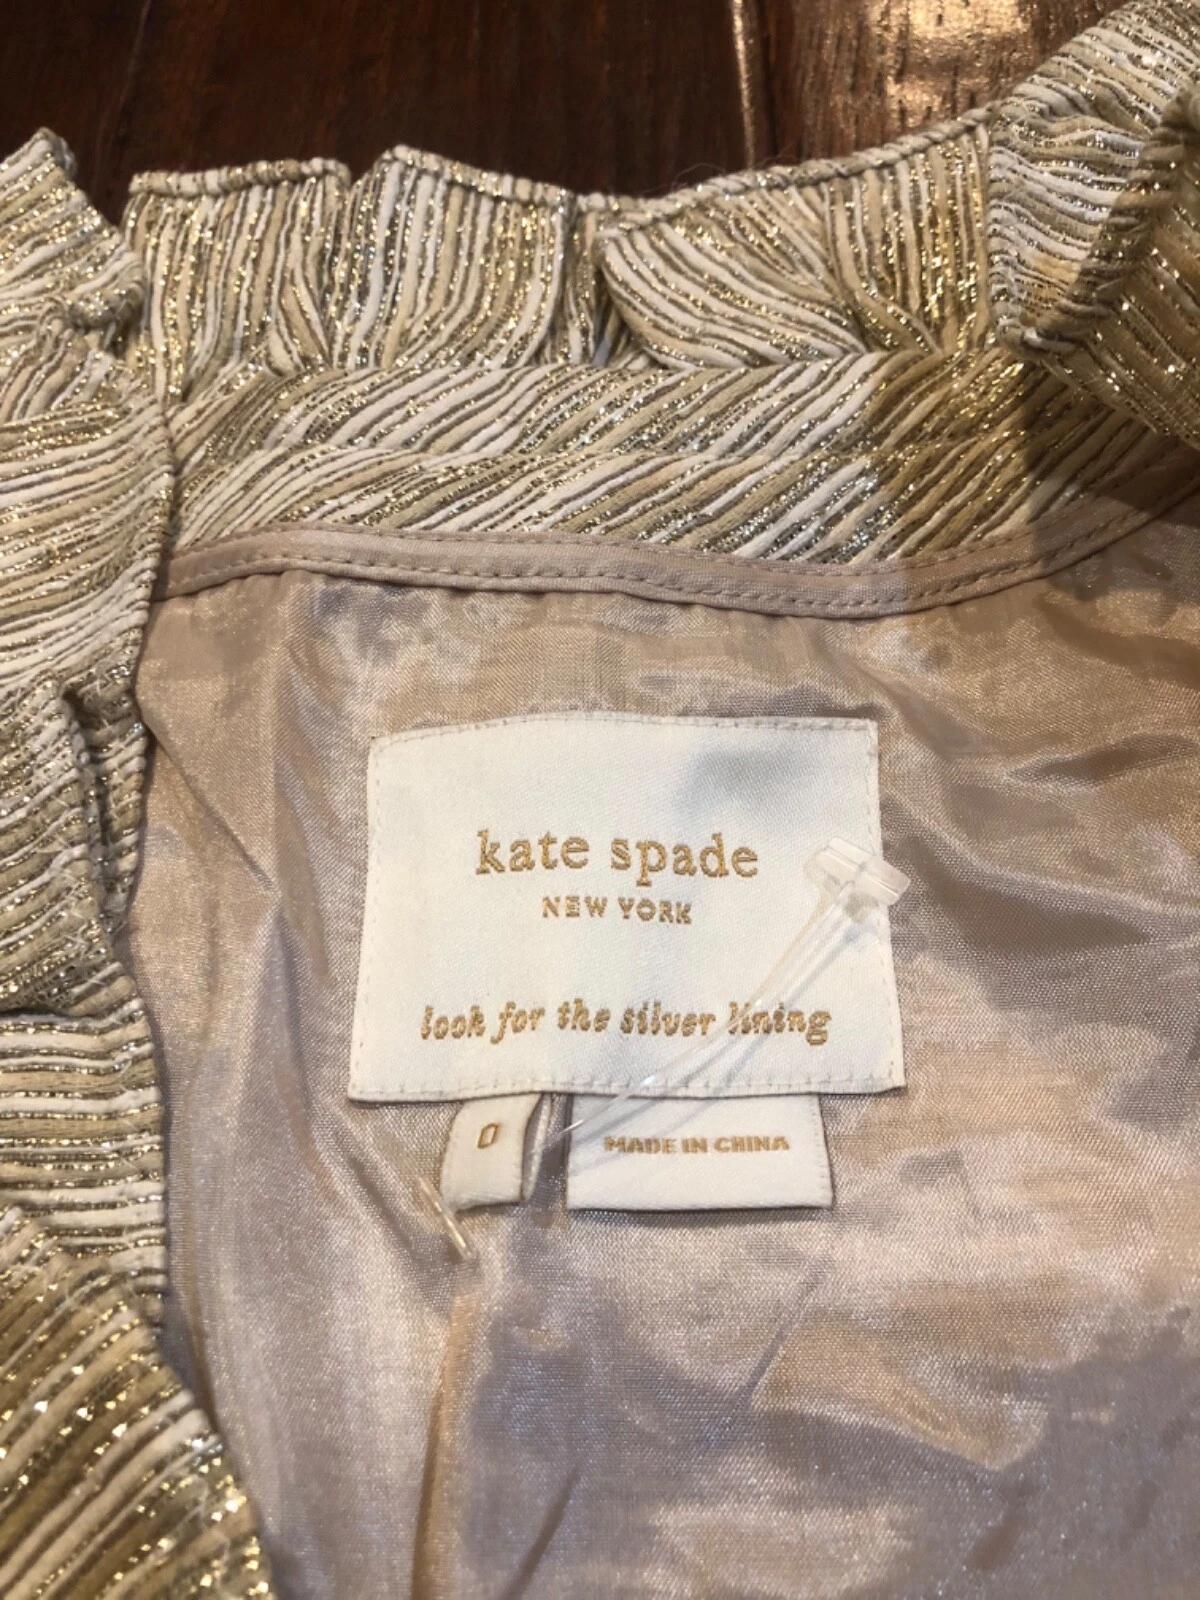 kate spade
NEW YORK
look for the silver lining
0
MADE IN CHINA